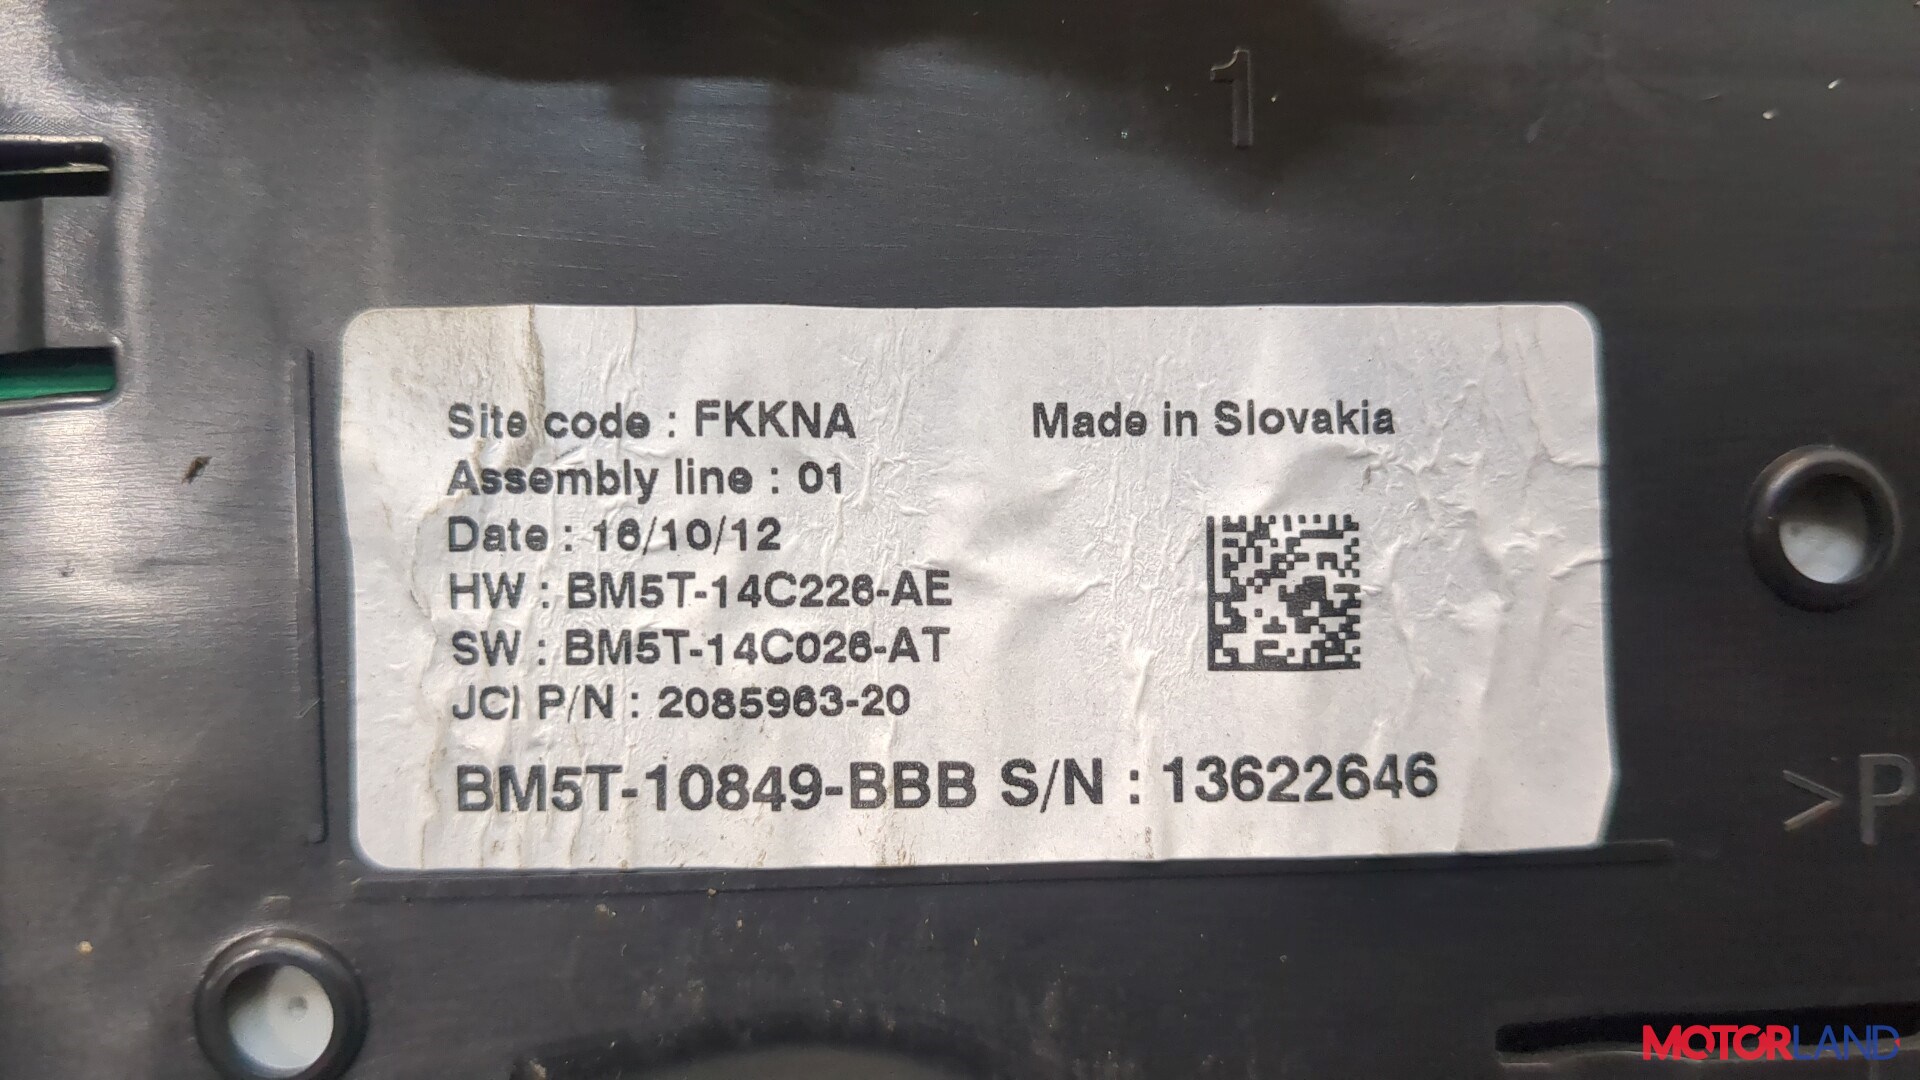 1
Site code : FKKNA
Made in Slovakia
Assembly line : 01
Date : 16/10/12
HW : BM5T-14C226-AE
SW : BM5T-14C026-AT
JCI P/N : 2085963-20
BM5T-10849-BBB S/N : 13622646
>P
MOTORLAND